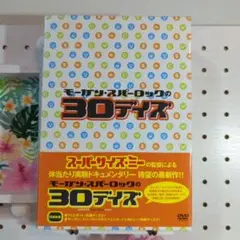 モーガン・スパーロックの
30デイズ
スーパーサイズ・ミーの監督による
体当たり実験ドキュメンタリー 待望の最新作!!
モーガン・スパーロックの
30デイズ
DVD